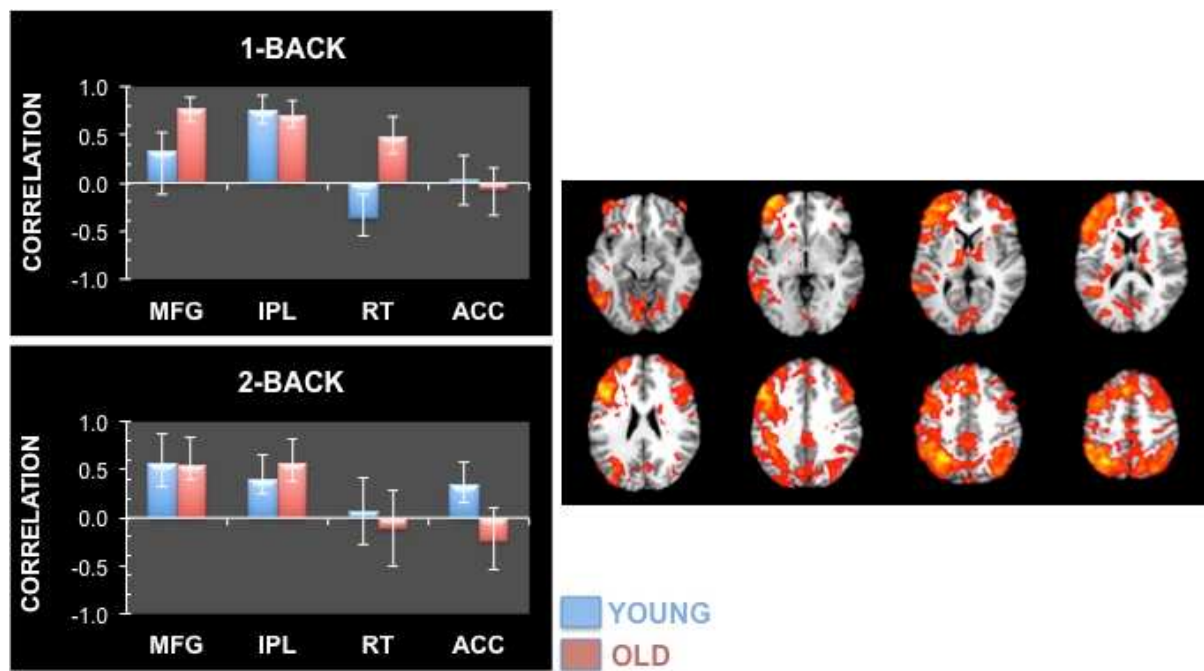 1-BACK
CORRELATION
1.0
0.5
0.0
-0.5
-1.0
MFG IPL RT ACC
2-BACK
CORRELATION
1.0
0.5
0.0
-0.5
-1.0
MFG IPL RT ACC
YOUNG
OLD